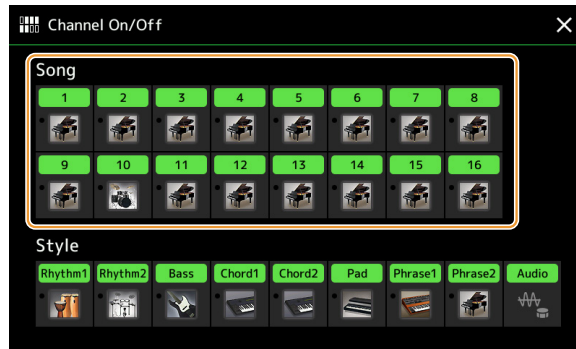 Channel On/Off
Song
1 2 3 4 5 6 7 8
9 10 11 12 13 14 15 16
Style
Rhythm1 Rhythm2 Bass Chord1 Chord2 Pad Phrase1 Phrase2 Audio